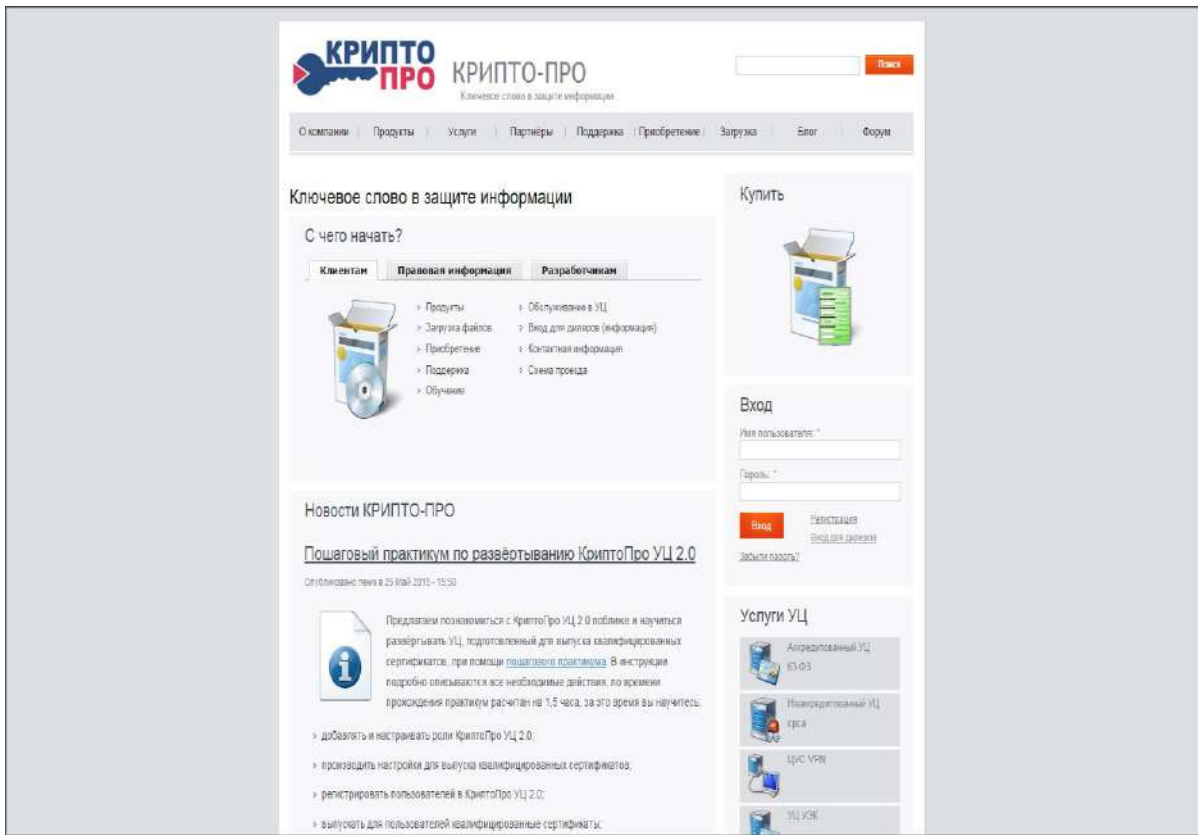 КРИПТО
ПРО
КРИПТО-ПРО
Ключевое слово в защите информации
Поиск
О компании
Продукты
Услуги
Партнёры
Поддержка
Приобретение
Загрузка
Блог
Форум
Ключевое слово в защите информации
С чего начать?
Клиентам
Правовая информация
Разработчикам
Продукты
Загрузка файлов
Приобретение
Поддержка
Обучение
Обслуживание в УЦ
Вход для дилеров (информация)
Контактная информация
Схема проезда
Новости КРИПТО-ПРО
Пошаговый практикум по развёртыванию КриптоПро УЦ 2.0
Опубликовано news в 25 Май 2015 - 15:50
Предлагаем познакомиться с КриптоПро УЦ 2.0 поближе и научиться
развёртывать УЦ, подготовленный для выпуска квалифицированных
сертификатов, при помощи пошагового практикума. В инструкции
подробно описываются все необходимые действия, по времени
прохождения практикум расчитан на 1,5 часа, за это время вы научитесь:
добавлять и настраивать роли КриптоПро УЦ 2.0;
производить настройки для выпуска квалифицированных сертификатов;
регистрировать пользователей в КриптоПро УЦ 2.0;
выпускать для пользователей квалифицированные сертификаты;
Купить
Вход
Имя пользователя: *
Пароль: *
Вход
Регистрация
Вход для дилеров
Забыли пароль?
Услуги УЦ
Аккредитованный УЦ
63-ФЗ
Неаккредитованный УЦ
cpca
ЦУС VPN
УЦ УЭК